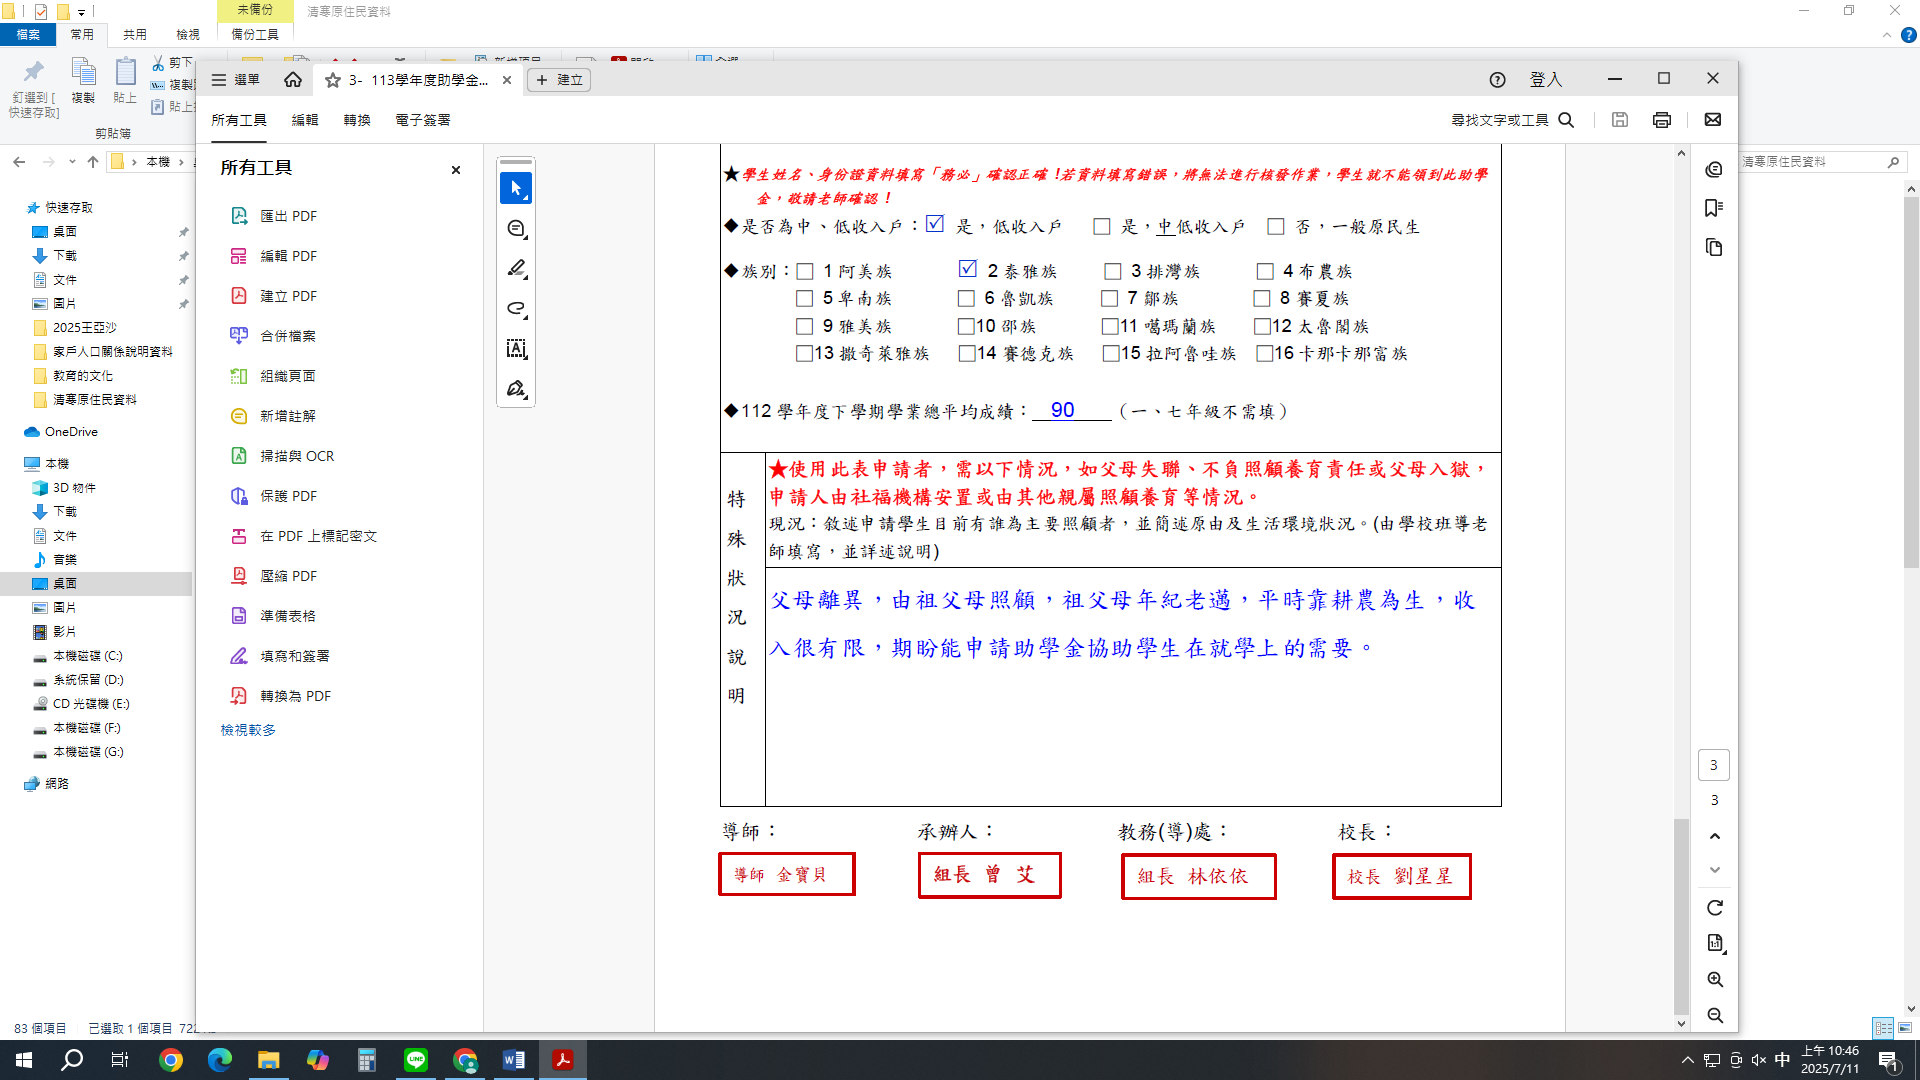 未備份
清寒原住民資料
檔案
常用
共用
檢視
備份工具
釘選到 [
快速存取]
複製
貼上
剪下
剪貼簿
本機
清寒原住民資料
快速存取
桌面
下載
文件
圖片
2025王亞沙
家戶人口關係說明資料
教育的文化
清寒原住民資料
OneDrive
本機
3D 物件
下載
文件
音樂
桌面
圖片
影片
本機磁碟 (C:)
系統保留 (D:)
CD 光碟機 (E:)
本機磁碟 (F:)
本機磁碟 (G:)
網路
83 個項目
已選取 1 個項目
選單
3- 113學年度助學金...
建立
登入
所有工具
編輯
轉換
電子簽署
尋找文字或工具
所有工具
匯出 PDF
編輯 PDF
建立 PDF
合併檔案
組織頁面
新增註解
掃描與 OCR
保護 PDF
在 PDF 上標記密文
壓縮 PDF
準備表格
填寫和簽署
轉換為 PDF
檢視較多
★學生姓名、身份證資料填寫「務必」確認正確!若資料填寫錯誤,將無法進行核發作業,學生就不能領到此助學
金,敬請老師確認!
◆是否為中、低收入戶:☑ 是,低收入戶 □ 是,中低收入戶 □ 否,一般原民生
◆族別:□ 1 阿美族 ☑ 2 泰雅族 □ 3 排灣族 □ 4 布農族
□ 5 卑南族 □ 6 魯凱族 □ 7 鄒族 □ 8 賽夏族
□ 9 雅美族 □10 邵族 □11 噶瑪蘭族 □12 太魯閣族
□13 撒奇萊雅族 □14 賽德克族 □15 拉阿魯哇族 □16 卡那卡那富族
◆112 學年度下學期學業總平均成績: 90 (一、七年級不需填)
特殊狀況說明
★使用此表申請者,需以下情況,如父母失聯、不負照顧養育責任或父母入獄,
申請人由社福機構安置或由其他親屬照顧養育等情況。
現況:敘述申請學生目前有誰為主要照顧者,並簡述原由及生活環境狀況。(由學校班導老
師填寫,並詳述說明)
父母離異,由祖父母照顧,祖父母年紀老邁,平時靠耕農為生,收
入很有限,期盼能申請助學金協助學生在就學上的需要。
導師: 承辦人: 教務(導)處: 校長:
導師 金寶貝 組長 曾 艾 組長 林依依 校長 劉星星
3
3
中
上午 10:46
2025/7/11
1